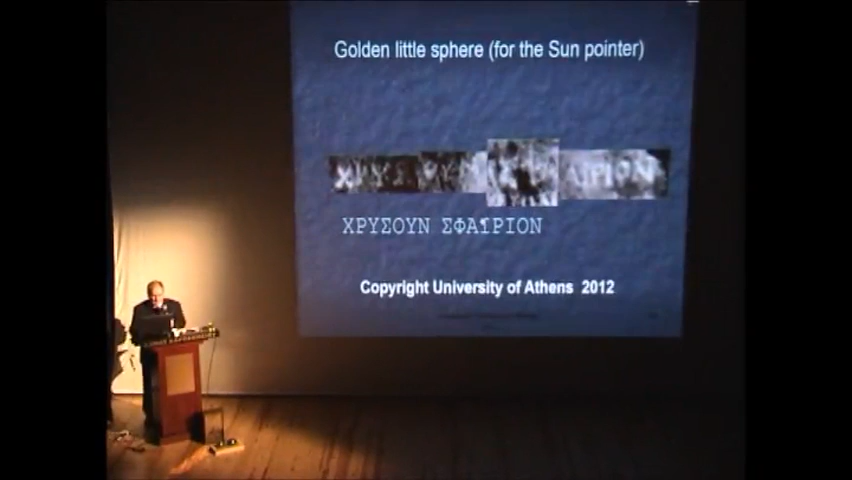 Golden little sphere (for the Sun pointer)
ΧΡΥΣΟΥΝ ΣΦΑΙΡΙΟΝ
Copyright University of Athens 2012